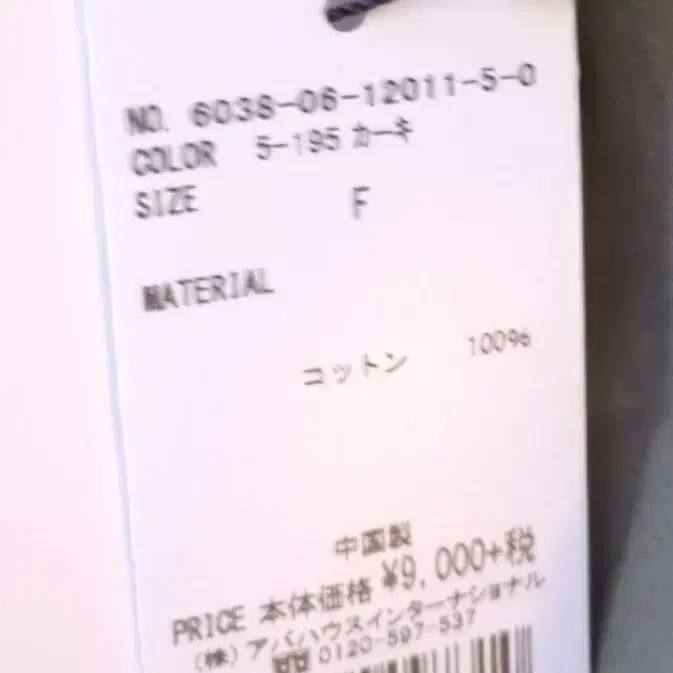 NO. 6038-06-12011-5-0
COLOR 5-195 カーキ
SIZE F
MATERIAL
コットン 100%
中国製
PRICE 本体価格 ¥9,000+税
(株)アバハウスインターナショナル
0120-597-537